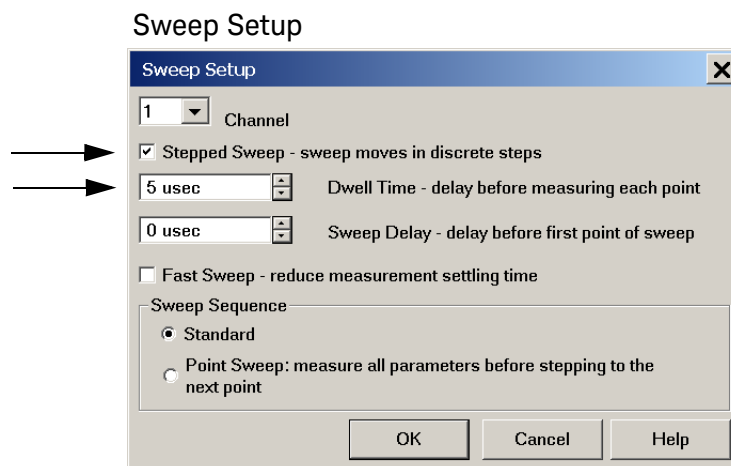 Sweep Setup
Sweep Setup
1 Channel
Stepped Sweep - sweep moves in discrete steps
5 usec Dwell Time - delay before measuring each point
0 usec Sweep Delay - delay before first point of sweep
Fast Sweep - reduce measurement settling time
Sweep Sequence
Standard
Point Sweep: measure all parameters before stepping to the
next point
OK Cancel Help